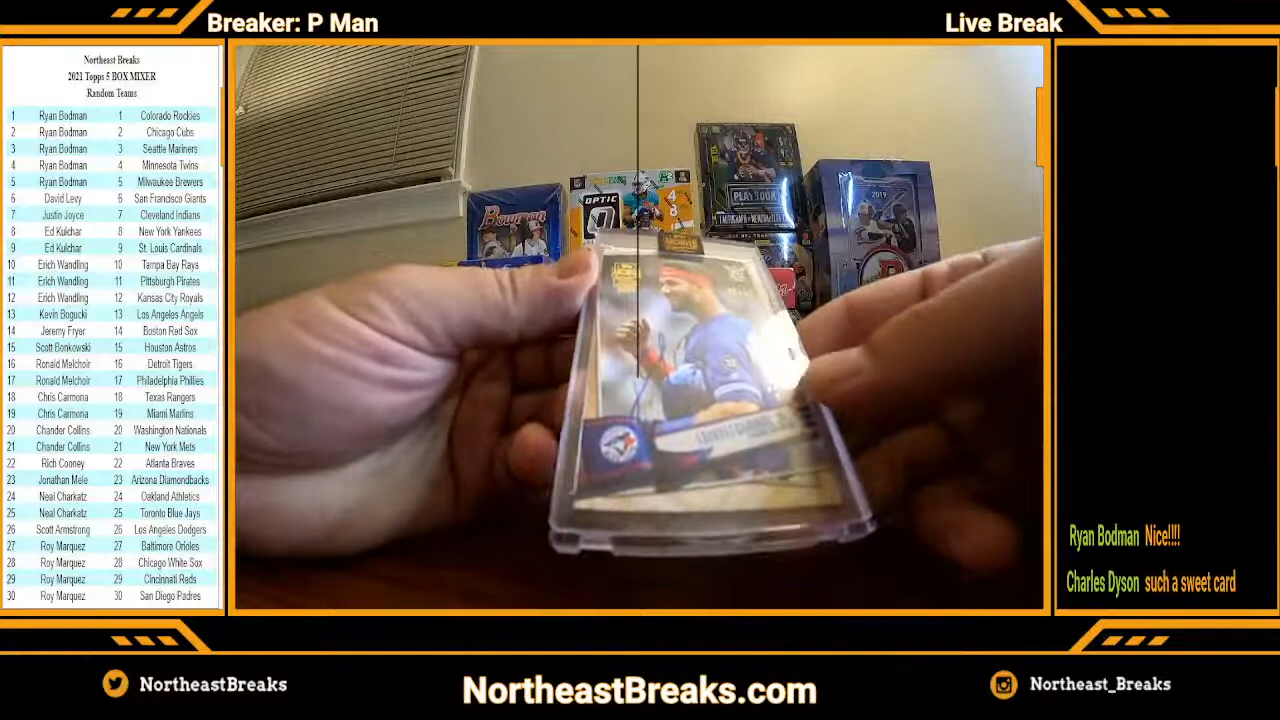 Breaker: P Man
Live Break
Northeast Breaks
2021 Topps 5 BOX MIXER
Random Teams
1 Ryan Bodman 1 Colorado Rockies
2 Ryan Bodman 2 Chicago Cubs
3 Ryan Bodman 3 Seattle Mariners
4 Ryan Bodman 4 Minnesota Twins
5 Ryan Bodman 5 Milwaukee Brewers
6 David Levy 6 San Francisco Giants
7 Justin Joyce 7 Cleveland Indians
8 Ed Kulchar 8 New York Yankees
9 Ed Kulchar 9 St. Louis Cardinals
10 Erich Wandling 10 Tampa Bay Rays
11 Erich Wandling 11 Pittsburgh Pirates
12 Erich Wandling 12 Kansas City Royals
13 Kevin Bogucki 13 Los Angeles Angels
14 Jeremy Fryer 14 Boston Red Sox
15 Scott Bonkowski 15 Houston Astros
16 Ronald Melchoir 16 Detroit Tigers
17 Ronald Melchoir 17 Philadelphia Phillies
18 Chris Carmona 18 Texas Rangers
19 Chris Carmona 19 Miami Marlins
20 Chander Collins 20 Washington Nationals
21 Chander Collins 21 New York Mets
22 Rich Cooney 22 Atlanta Braves
23 Jonathan Mele 23 Arizona Diamondbacks
24 Neal Charkatz 24 Oakland Athletics
25 Neal Charkatz 25 Toronto Blue Jays
26 Scott Armstrong 26 Los Angeles Dodgers
27 Roy Marquez 27 Baltimore Orioles
28 Roy Marquez 28 Chicago White Sox
29 Roy Marquez 29 Cincinnati Reds
30 Roy Marquez 30 San Diego Padres
Bowman
OPTIC
4
8
PLAYBOOK
2019
Ryan Bodman Nice!!!!
Charles Dyson such a sweet card
NortheastBreaks
NortheastBreaks.com
Northeast_Breaks